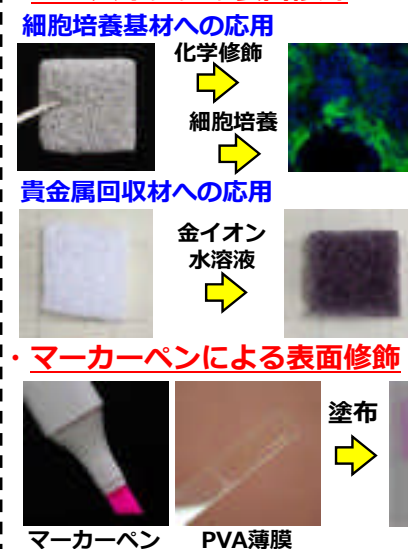 細胞培養基材への応用
化学修飾
細胞培養
貴金属回収材への応用
金イオン
水溶液
・マーカーペンによる表面修飾
塗布
マーカーペン
PVA薄膜